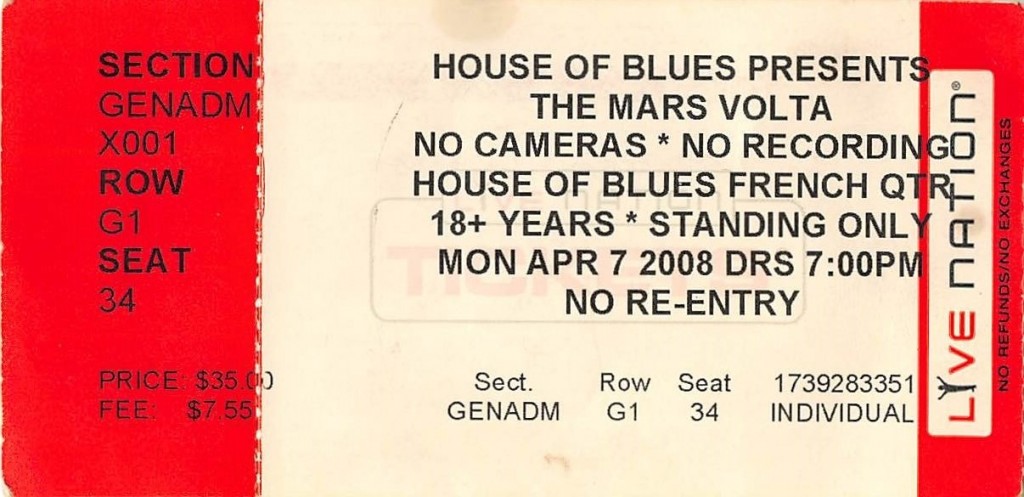 SECTION
GENADM
X001
ROW
G1
SEAT
34
PRICE: $35.00
FEE: $7.55
HOUSE OF BLUES PRESENTS
THE MARS VOLTA
NO CAMERAS * NO RECORDING
HOUSE OF BLUES FRENCH QTR
18+ YEARS * STANDING ONLY
MON APR 7 2008 DRS 7:00PM
NO RE-ENTRY
Sect. Row Seat 1739283351
GENADM G1 34 INDIVIDUAL
LIVE NATION
TICKETS
LIVE NATION®
NO REFUNDS/NO EXCHANGES